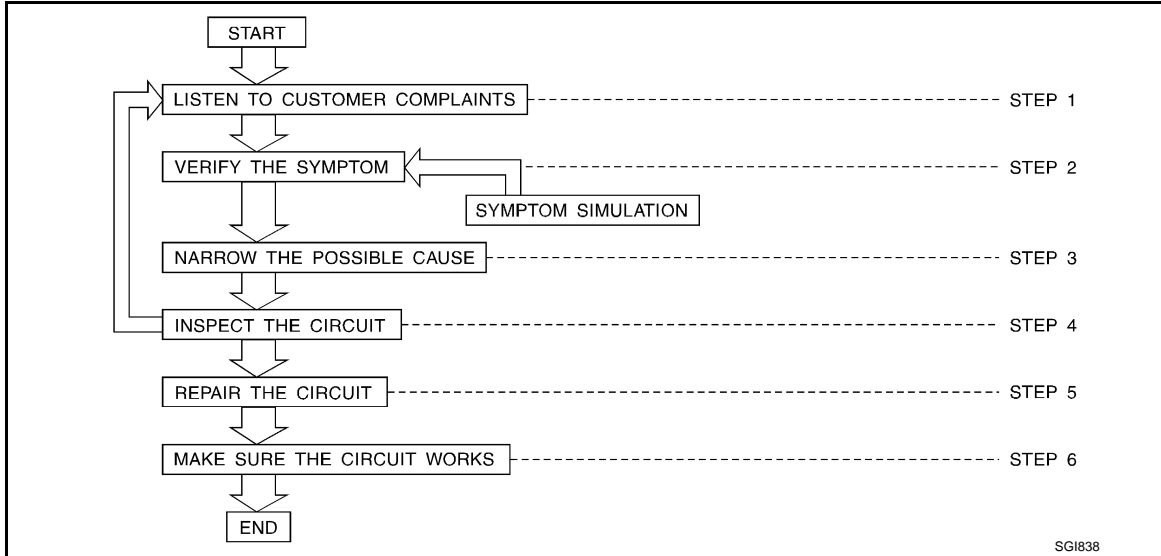 START
LISTEN TO CUSTOMER COMPLAINTS
STEP 1
VERIFY THE SYMPTOM
STEP 2
SYMPTOM SIMULATION
NARROW THE POSSIBLE CAUSE
STEP 3
INSPECT THE CIRCUIT
STEP 4
REPAIR THE CIRCUIT
STEP 5
MAKE SURE THE CIRCUIT WORKS
STEP 6
END
SGI838